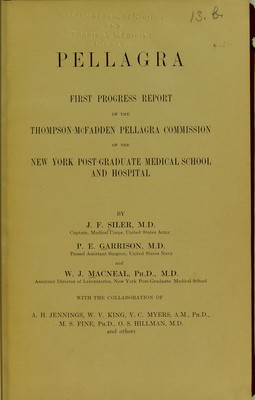 13. B.
PELLAGRA
FIRST PROGRESS REPORT
OF THE
THOMPSON-McFADDEN PELLAGRA COMMISSION
OF THE
NEW YORK POST-GRADUATE MEDICAL SCHOOL
AND HOSPITAL
BY
J. F. SILER, M.D.
Captain, Medical Corps, United States Army
P. E. GARRISON, M.D.
Passed Assistant Surgeon, United States Navy
and
W. J. MACNEAL, PH.D., M.D.
Assistant Director of Laboratories, New York Post-Graduate Medical School
WITH THE COLLABORATION OF
A. H. JENNINGS, W. V. KING, V. C. MYERS, A.M., PH.D.,
M. S. FINE, PH.D., O. S. HILLMAN, M.D.
and others